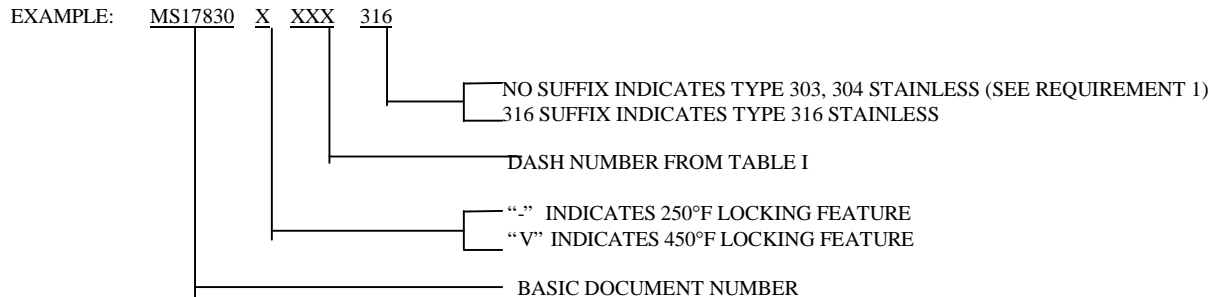 EXAMPLE: MS17830 X XXX 316
NO SUFFIX INDICATES TYPE 303, 304 STAINLESS (SEE REQUIREMENT 1)
316 SUFFIX INDICATES TYPE 316 STAINLESS
DASH NUMBER FROM TABLE I
“-” INDICATES 250°F LOCKING FEATURE
“V” INDICATES 450°F LOCKING FEATURE
BASIC DOCUMENT NUMBER